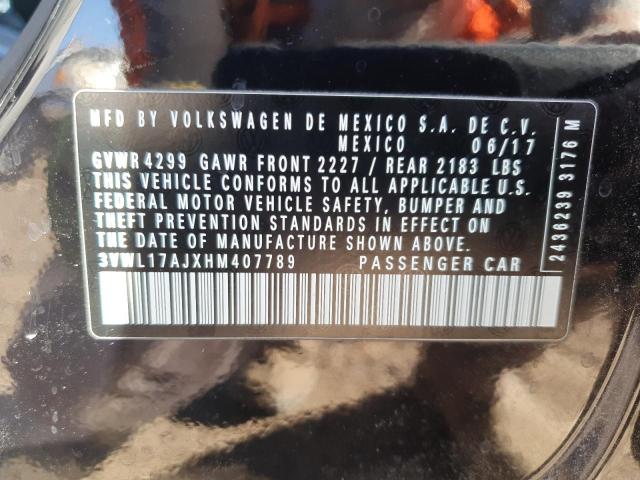 MFD BY VOLKSWAGEN DE MEXICO S.A. DE C.V.
MEXICO 06/17
GVWR 4299 GAWR FRONT 2227 / REAR 2183 LBS
THIS VEHICLE CONFORMS TO ALL APPLICABLE U.S.
FEDERAL MOTOR VEHICLE SAFETY, BUMPER AND
THEFT PREVENTION STANDARDS IN EFFECT ON
THE DATE OF MANUFACTURE SHOWN ABOVE.
3VWL17AJXHM407789 PASSENGER CAR
2436239 3176 M